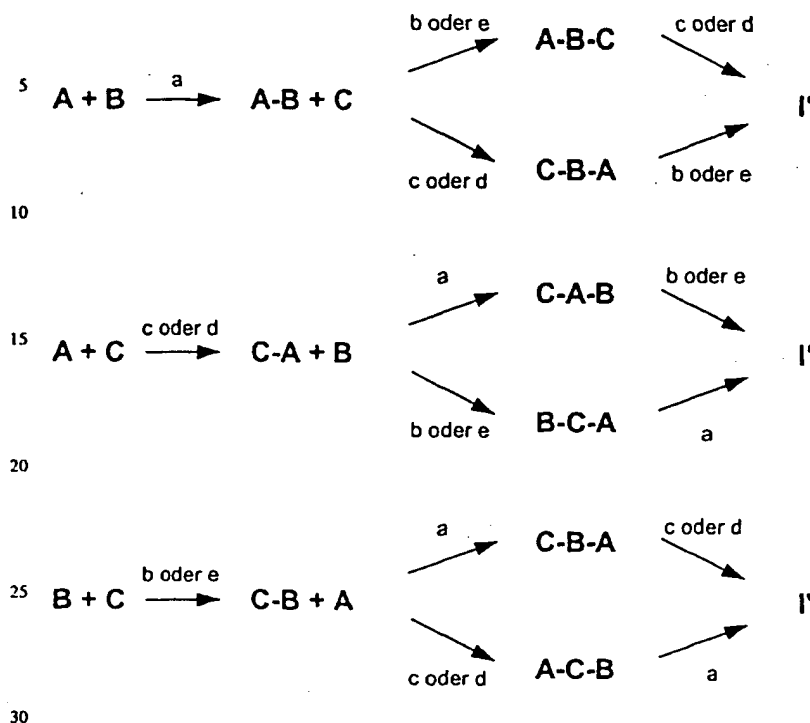 b oder e A-B-C c oder d
5 A + B a A-B + C I'
c oder d C-B-A b oder e
10
a C-A-B b oder e
15 A + C c oder d C-A + B I'
b oder e B-C-A a
20
a C-B-A c oder d
25 B + C b oder e C-B + A I'
c oder d A-C-B a
30